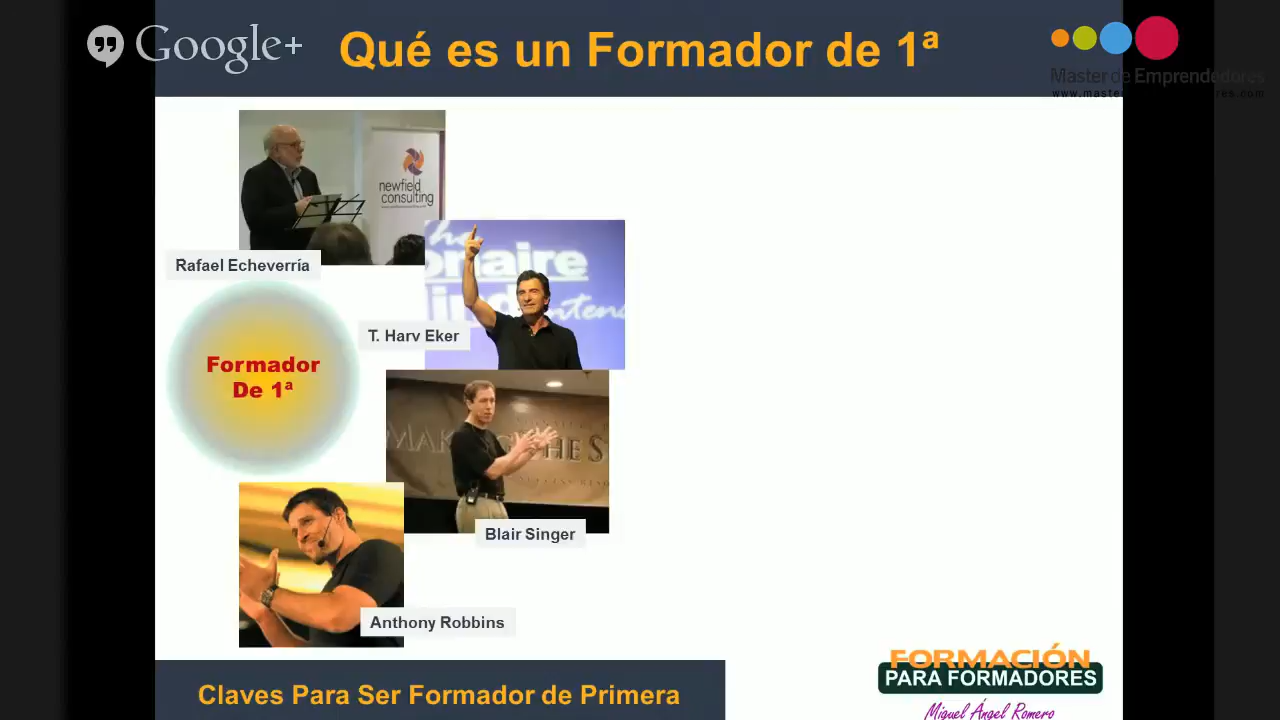 Google+
Qué es un Formador de 1ª
Master de Emprendedores
newfield
consulting
Rafael Echeverría
onaire
T. Harv Eker
Formador
De 1ª
Blair Singer
Anthony Robbins
FORMACIÓN
PARA FORMADORES
Miguel Ángel Romero
Claves Para Ser Formador de Primera